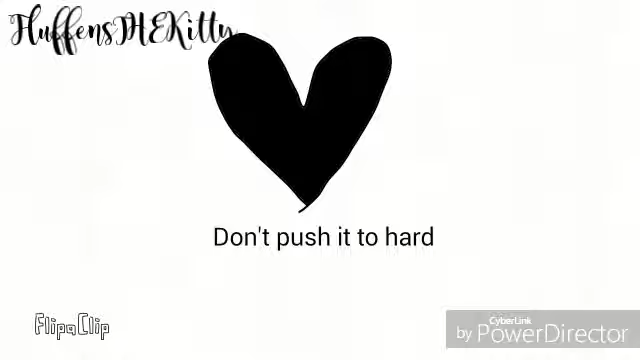 FluffensTHEKitty
Don't push it to hard
FlipaClip
CyberLink
by PowerDirector